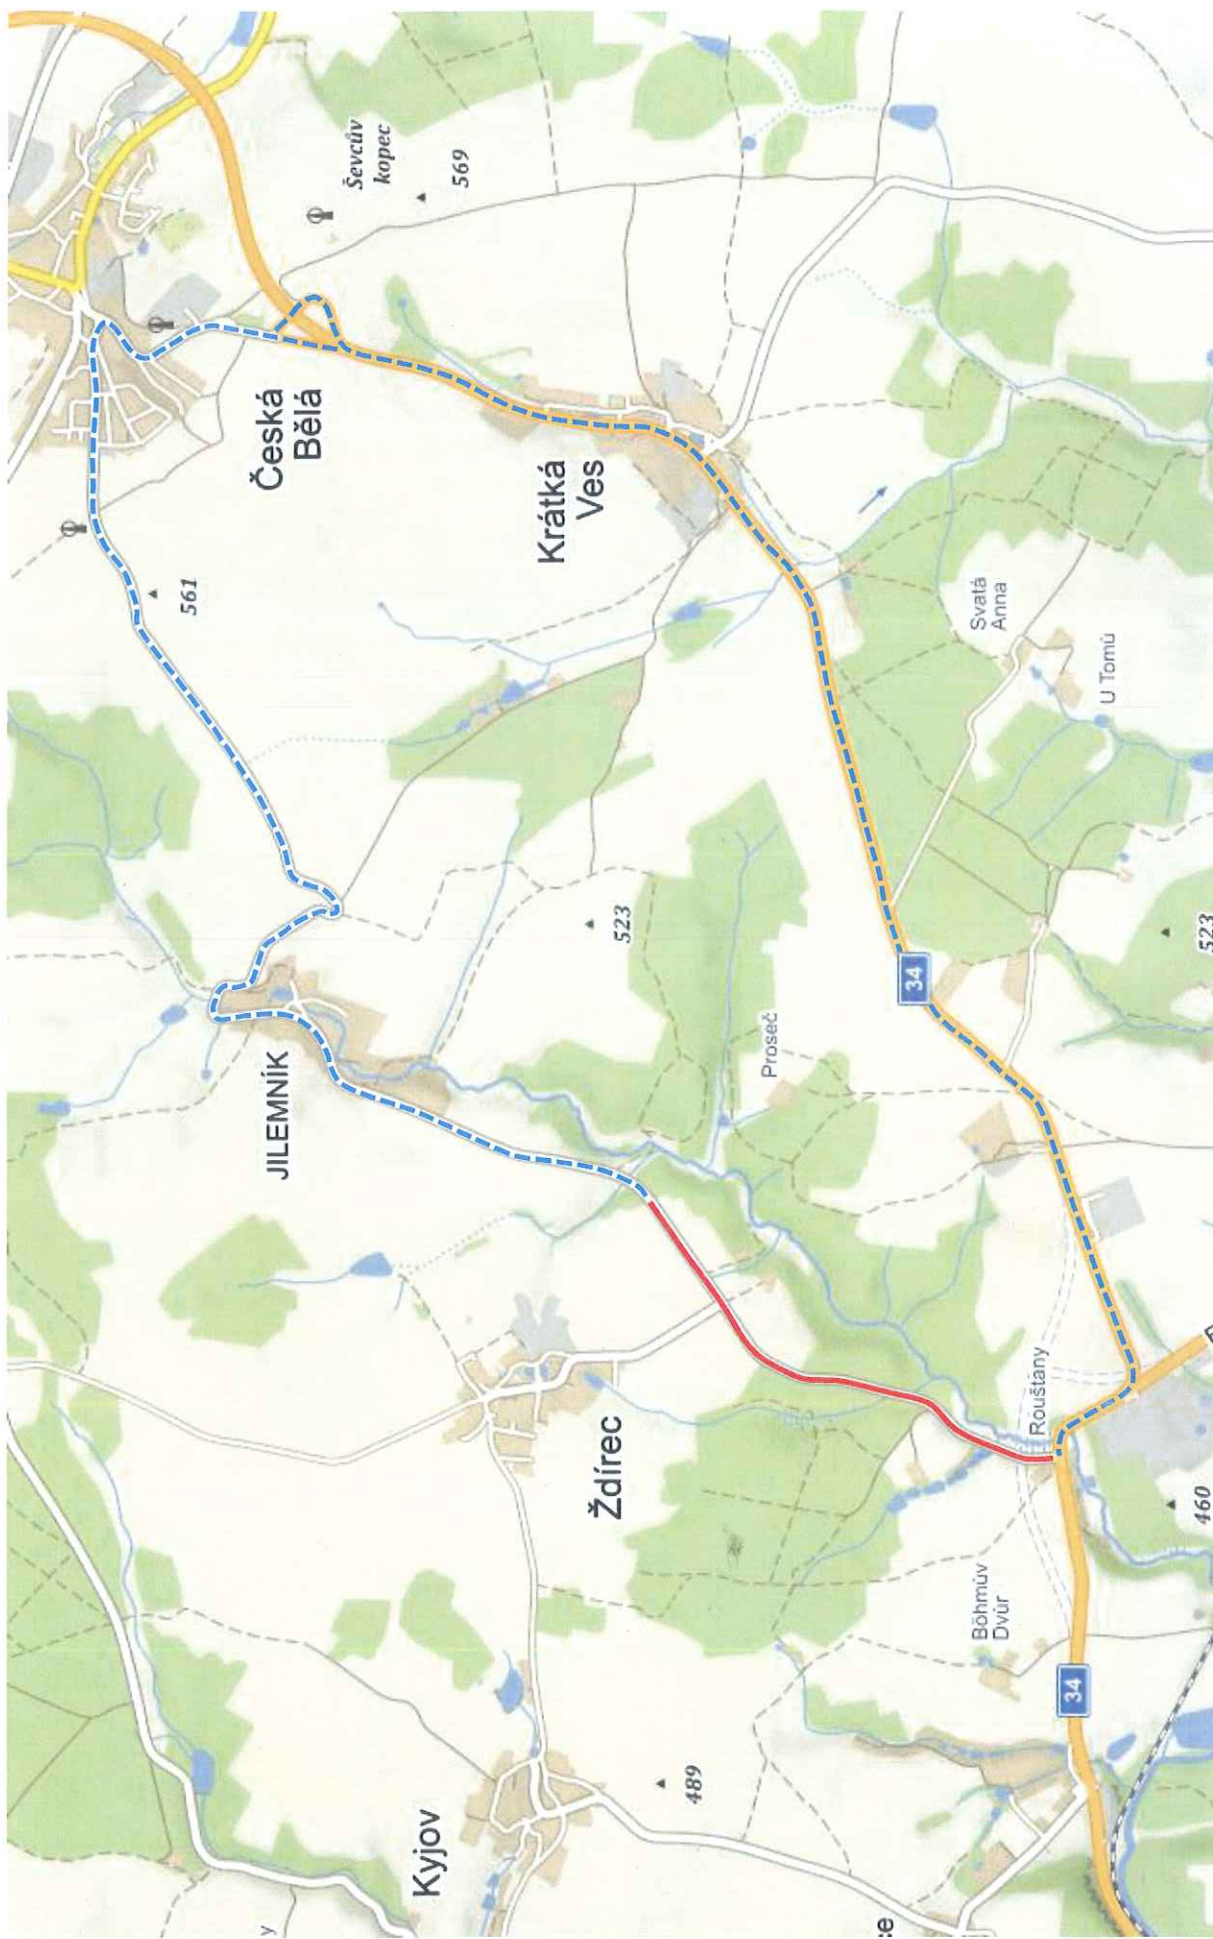 Ševcův
kopec
569
Česká
Bělá
Krátká
Ves
561
Svatá
Anna
U Tomů
523
523
34
Proseč
JILEMNÍK
Rouštany
Ždírec
460
Böhmův
Dvůr
34
489
Kyjov